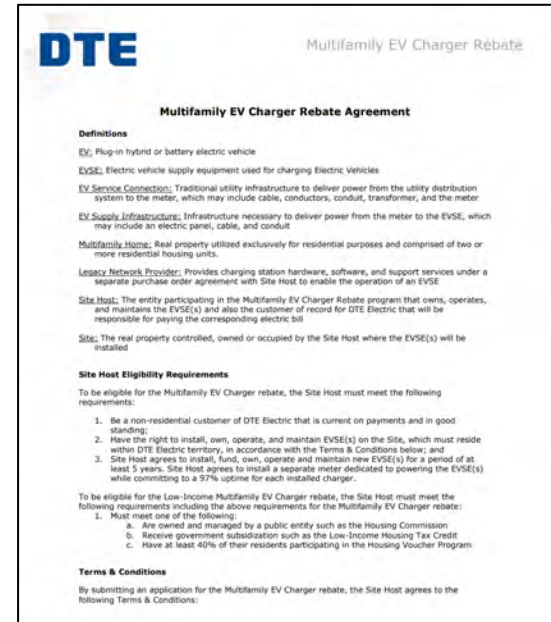 DTE
Multifamily EV Charger Rebate
Multifamily EV Charger Rebate Agreement
Definitions
EV: Plug-in hybrid or battery electric vehicle
EVSE: Electric vehicle supply equipment used for charging Electric Vehicles
EV Service Connection: Traditional utility infrastructure to deliver power from the utility distribution
system to the meter, which may include cable, conductors, conduit, transformer, and the meter
EV Supply Infrastructure: Infrastructure necessary to deliver power from the meter to the EVSE, which
may include an electric panel, cable, and conduit
Multifamily Home: Real property utilized exclusively for residential purposes and comprised of two or
more residential housing units.
Legacy Network Provider: Provides charging station hardware, software, and support services under a
separate purchase order agreement with Site Host to enable the operation of an EVSE
Site Host: The entity participating in the Multifamily EV Charger Rebate program that owns, operates,
and maintains the EVSE(s) and also the customer of record for DTE Electric that will be
responsible for paying the corresponding electric bill
Site: The real property controlled, owned or occupied by the Site Host where the EVSE(s) will be
installed
Site Host Eligibility Requirements
To be eligible for the Multifamily EV Charger rebate, the Site Host must meet the following
requirements:
1. Be a non-residential customer of DTE Electric that is current on payments and in good
standing;
2. Have the right to install, own, operate, and maintain EVSE(s) on the Site, which must reside
within DTE Electric territory, in accordance with the Terms & Conditions below; and
3. Site Host agrees to install, fund, own, operate and maintain new EVSE(s) for a period of at
least 5 years. Site Host agrees to install a separate meter dedicated to powering the EVSE(s)
while committing to a 97% uptime for each installed charger.
To be eligible for the Low-Income Multifamily EV Charger rebate, the Site Host must meet the
following requirements including the above requirements for the Multifamily EV Charger rebate:
1. Must meet one of the following:
a. Are owned and managed by a public entity such as the Housing Commission
b. Receive government subsidization such as the Low-Income Housing Tax Credit
c. Have at least 40% of their residents participating in the Housing Voucher Program
Terms & Conditions
By submitting an application for the Multifamily EV Charger rebate, the Site Host agrees to the
following Terms & Conditions: